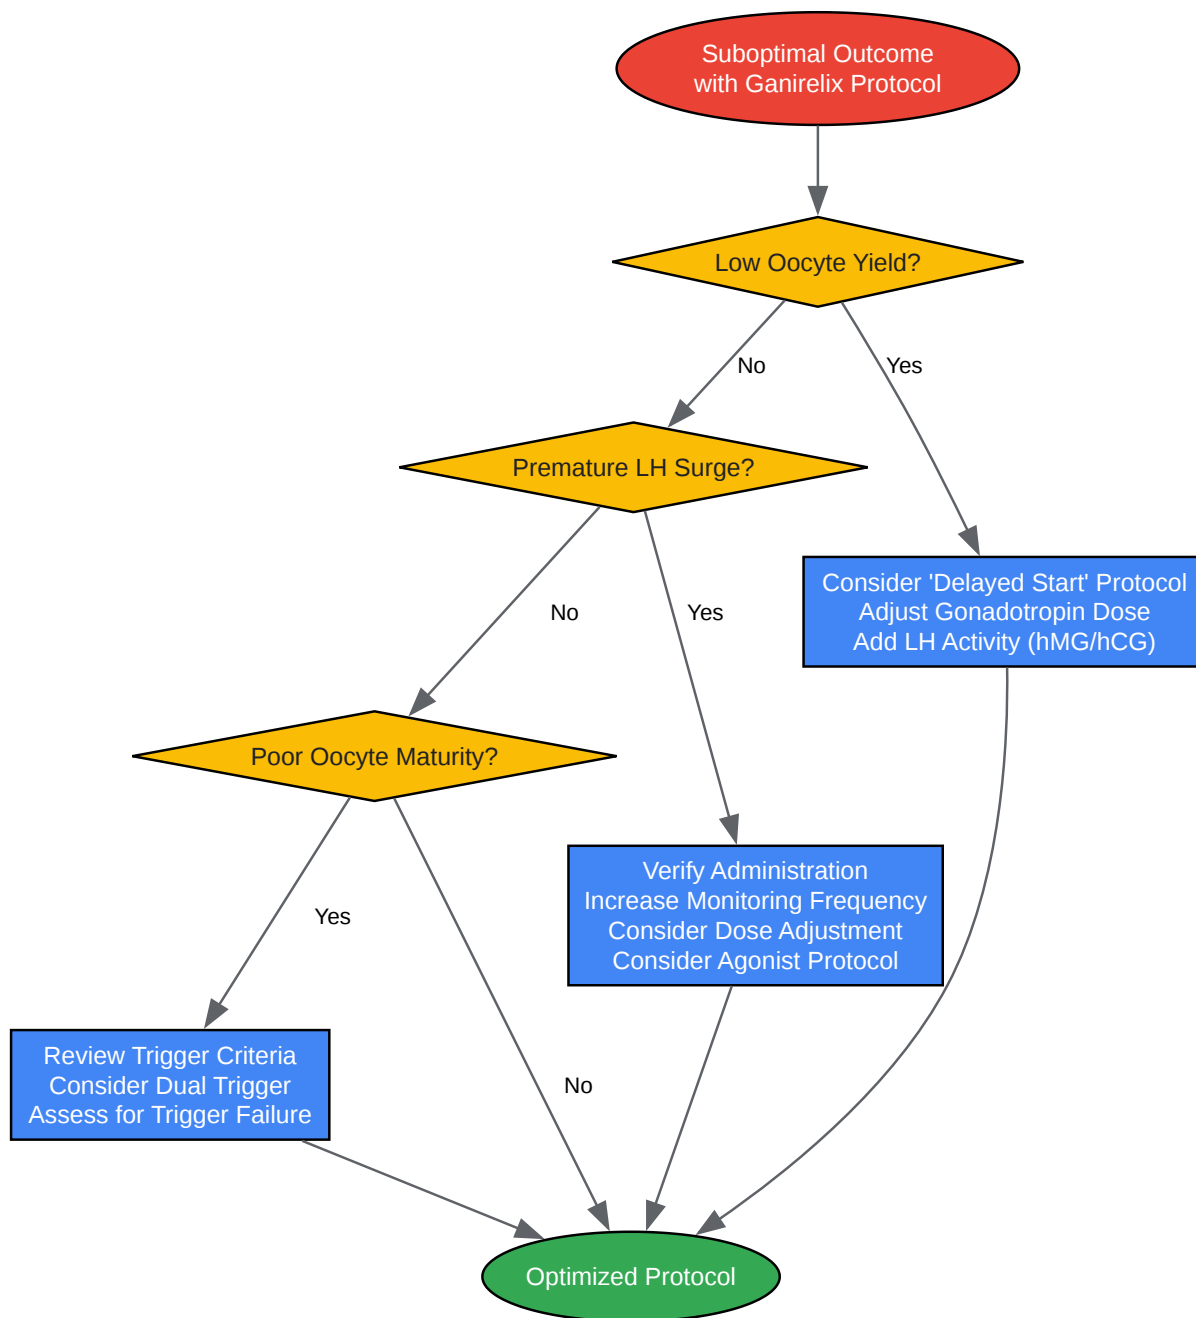 Suboptimal Outcome
with Ganirelix Protocol
Low Oocyte Yield?
No
Yes
Premature LH Surge?
Consider 'Delayed Start' Protocol
Adjust Gonadotropin Dose
Add LH Activity (hMG/hCG)
No
Yes
Poor Oocyte Maturity?
Verify Administration
Increase Monitoring Frequency
Consider Dose Adjustment
Consider Agonist Protocol
Yes
No
Review Trigger Criteria
Consider Dual Trigger
Assess for Trigger Failure
Optimized Protocol